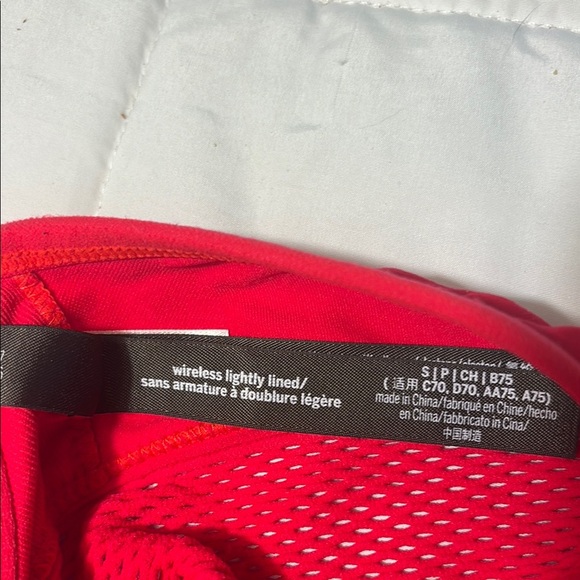 wireless lightly lined/
sans armature à doublure légère
S | P | CH | B75
( 适用 C70, D70, AA75, A75)
made in China/fabriqué en Chine/hecho
en China/fabbricato in Cina/
中国制造